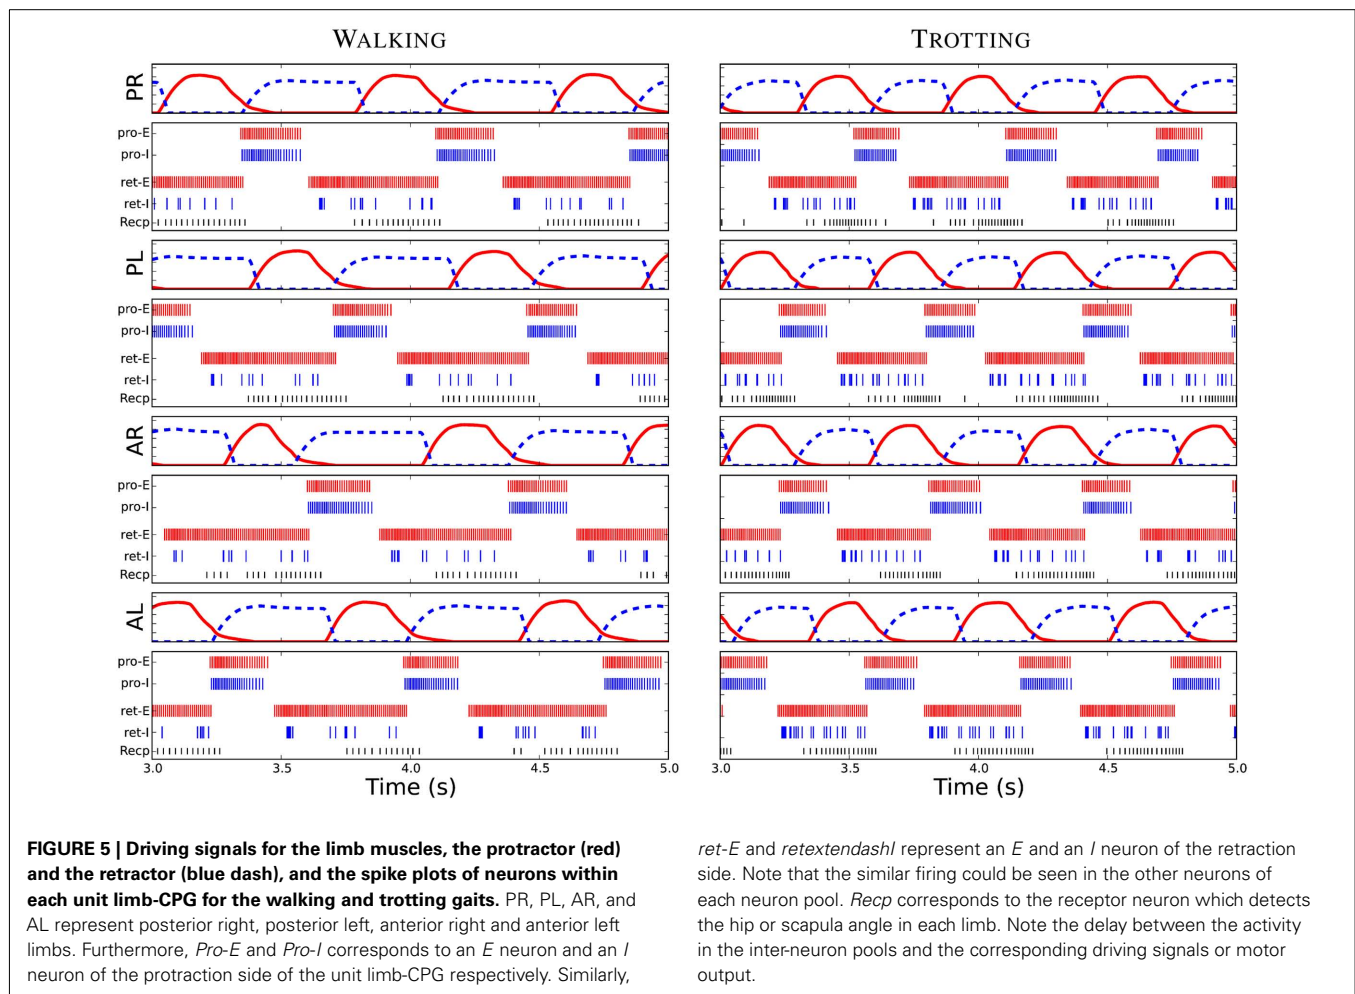 WALKING
TROTTING
PR
pro-E
pro-I
ret-E
ret-I
Recp
PL
pro-E
pro-I
ret-E
ret-I
Recp
AR
pro-E
pro-I
ret-E
ret-I
Recp
AL
pro-E
pro-I
ret-E
ret-I
Recp
3.0 3.5 4.0 4.5 5.0
Time (s)
3.0 3.5 4.0 4.5 5.0
Time (s)
FIGURE 5 | Driving signals for the limb muscles, the protractor (red)
and the retractor (blue dash), and the spike plots of neurons within
each unit limb-CPG for the walking and trotting gaits. PR, PL, AR, and
AL represent posterior right, posterior left, anterior right and anterior left
limbs. Furthermore, Pro-E and Pro-I corresponds to an E neuron and an I
neuron of the protraction side of the unit limb-CPG respectively. Similarly,
ret-E and retextendashI represent an E and an I neuron of the retraction
side. Note that the similar firing could be seen in the other neurons of
each neuron pool. Recp corresponds to the receptor neuron which detects
the hip or scapula angle in each limb. Note the delay between the activity
in the inter-neuron pools and the corresponding driving signals or motor
output.